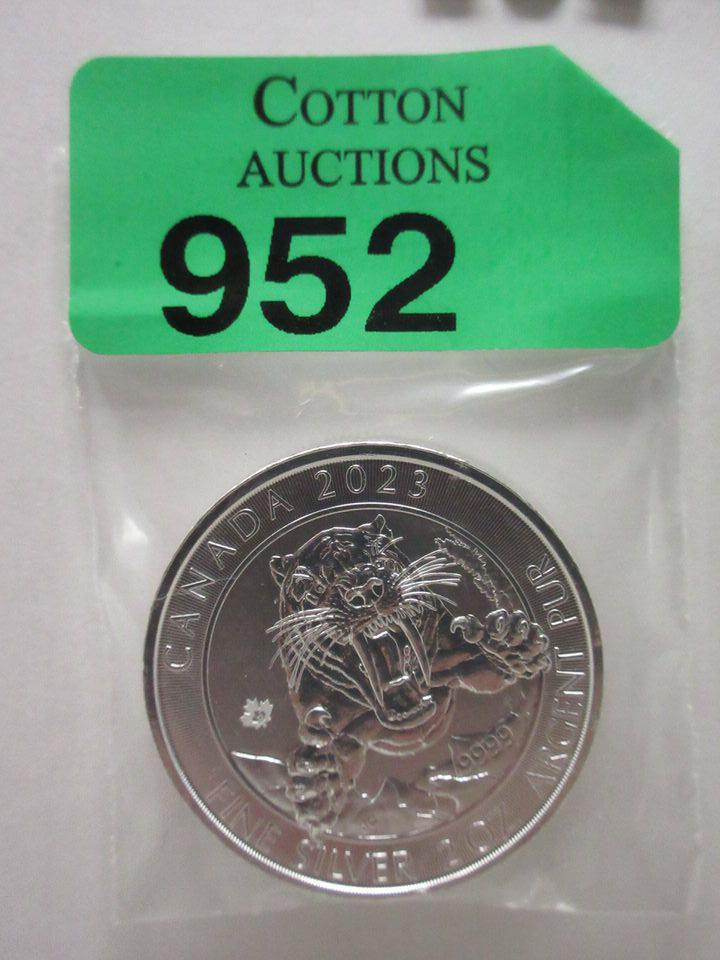 COTTON
AUCTIONS
952
CANADA 2023
9999
FINE SILVER 2 OZ ARGENT PUR